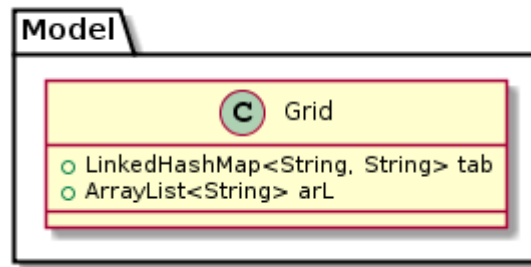 Model
C Grid
LinkedHashMap<String, String> tab
ArrayList<String> arL